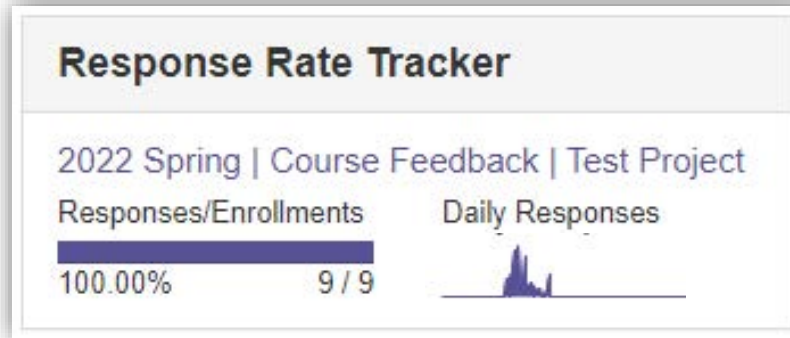 Response Rate Tracker
2022 Spring | Course Feedback | Test Project
Responses/Enrollments Daily Responses
100.00% 9 / 9